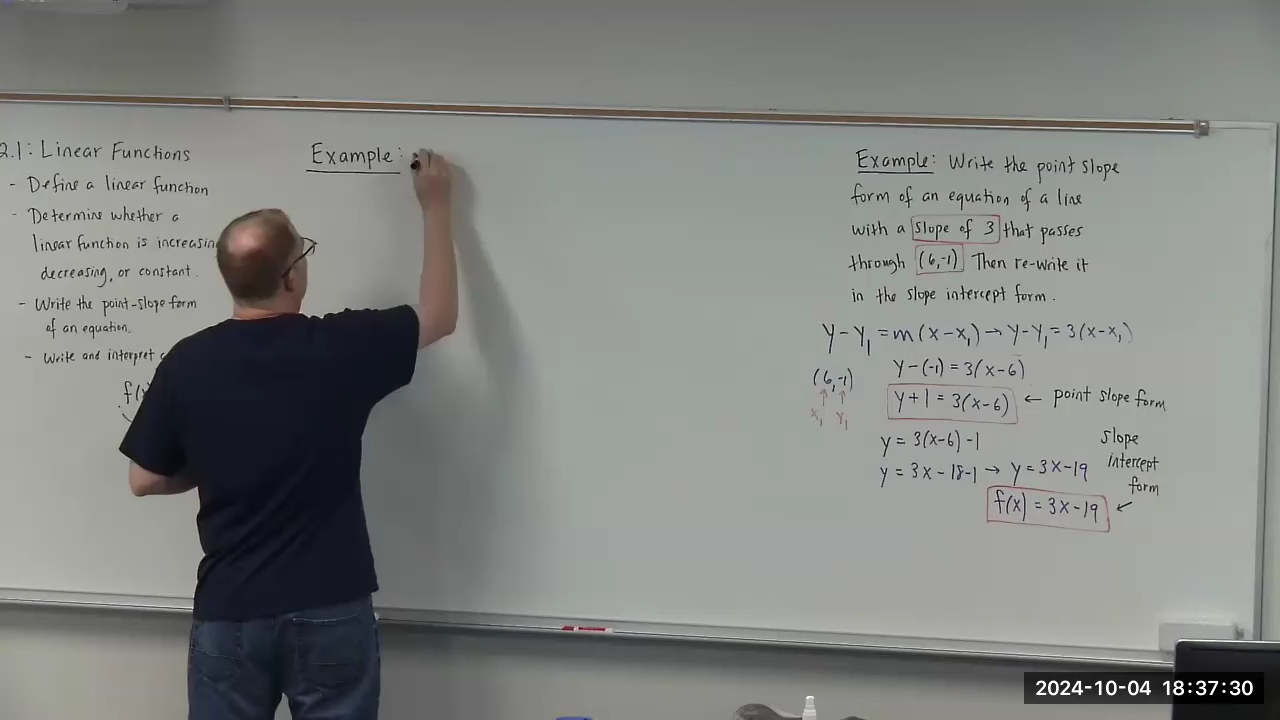 2.1: Linear Functions
- Define a linear function
- Determine whether a
linear function is increasing
decreasing, or constant.
- Write the point-slope form
of an equation.
- Write and interpret
f(x)
Example:
Example: Write the point slope
form of an equation of a line
with a slope of 3 that passes
through (6,-1) Then re-write it
in the slope intercept form.
y-y₁ = m(x-x₁) → y-y₁ = 3(x-x₁)
y-(-1) = 3(x-6)
(6,-1)
↑ ↑
x₁ y₁
y+1 = 3(x-6) ← point slope form
y = 3(x-6)-1
y = 3x-18-1 → y = 3x-19
slope
intercept
form
f(x) = 3x-19 ←
2024-10-04 18:37:30